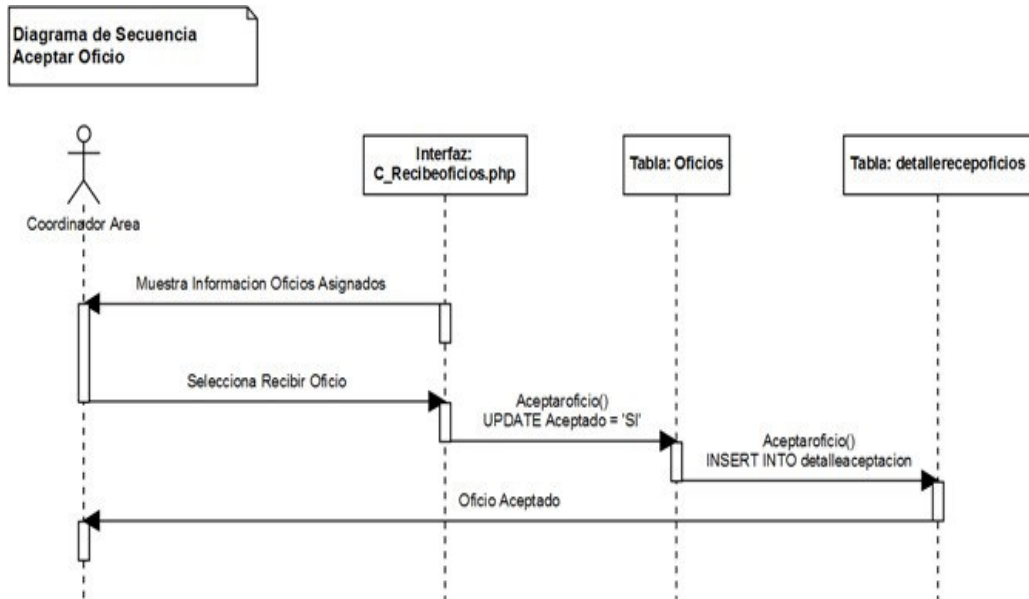 Diagrama de Secuencia
Aceptar Oficio
Coordinador Area
Interfaz:
C_Recibeoficios.php
Tabla: Oficios
Tabla: detallerecepoficios
Muestra Informacion Oficios Asignados
Selecciona Recibir Oficio
Aceptaroficio()
UPDATE Aceptado = 'SI'
Aceptaroficio()
INSERT INTO detalleaceptacion
Oficio Aceptado